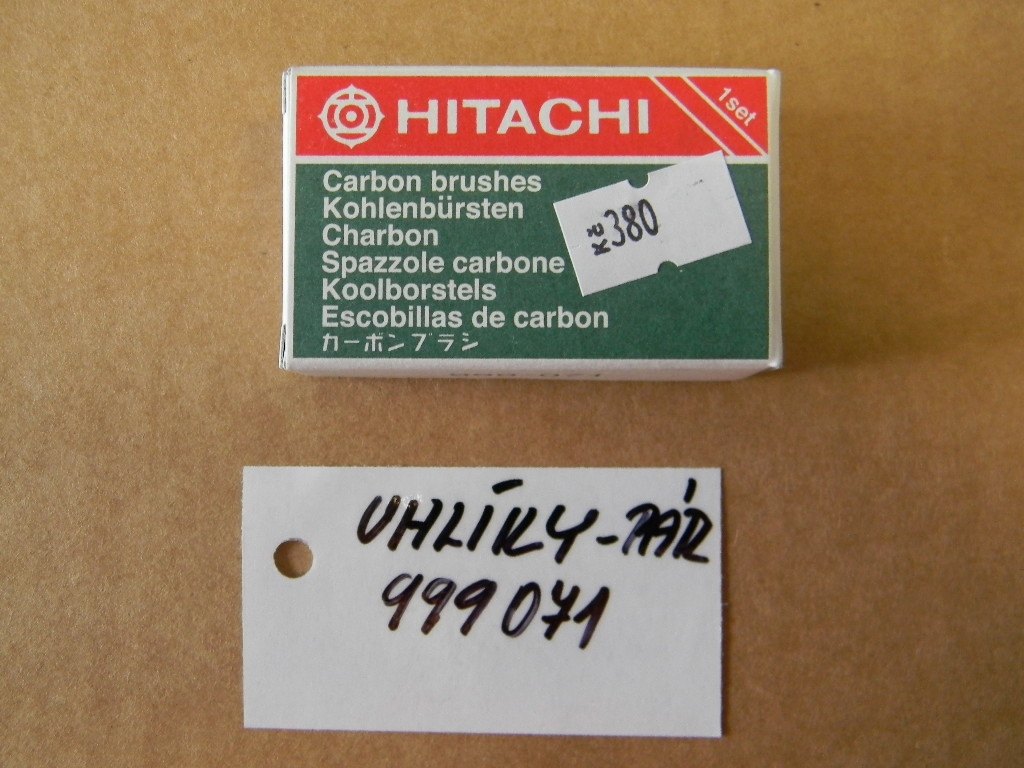 HITACHI
1set
Carbon brushes
Kohlenbürsten
Charbon
Spazzole carbone
Koolborstels
Escobillas de carbon
カーボンブラシ
Kč 380
UHLÍKY-PÁR
999071